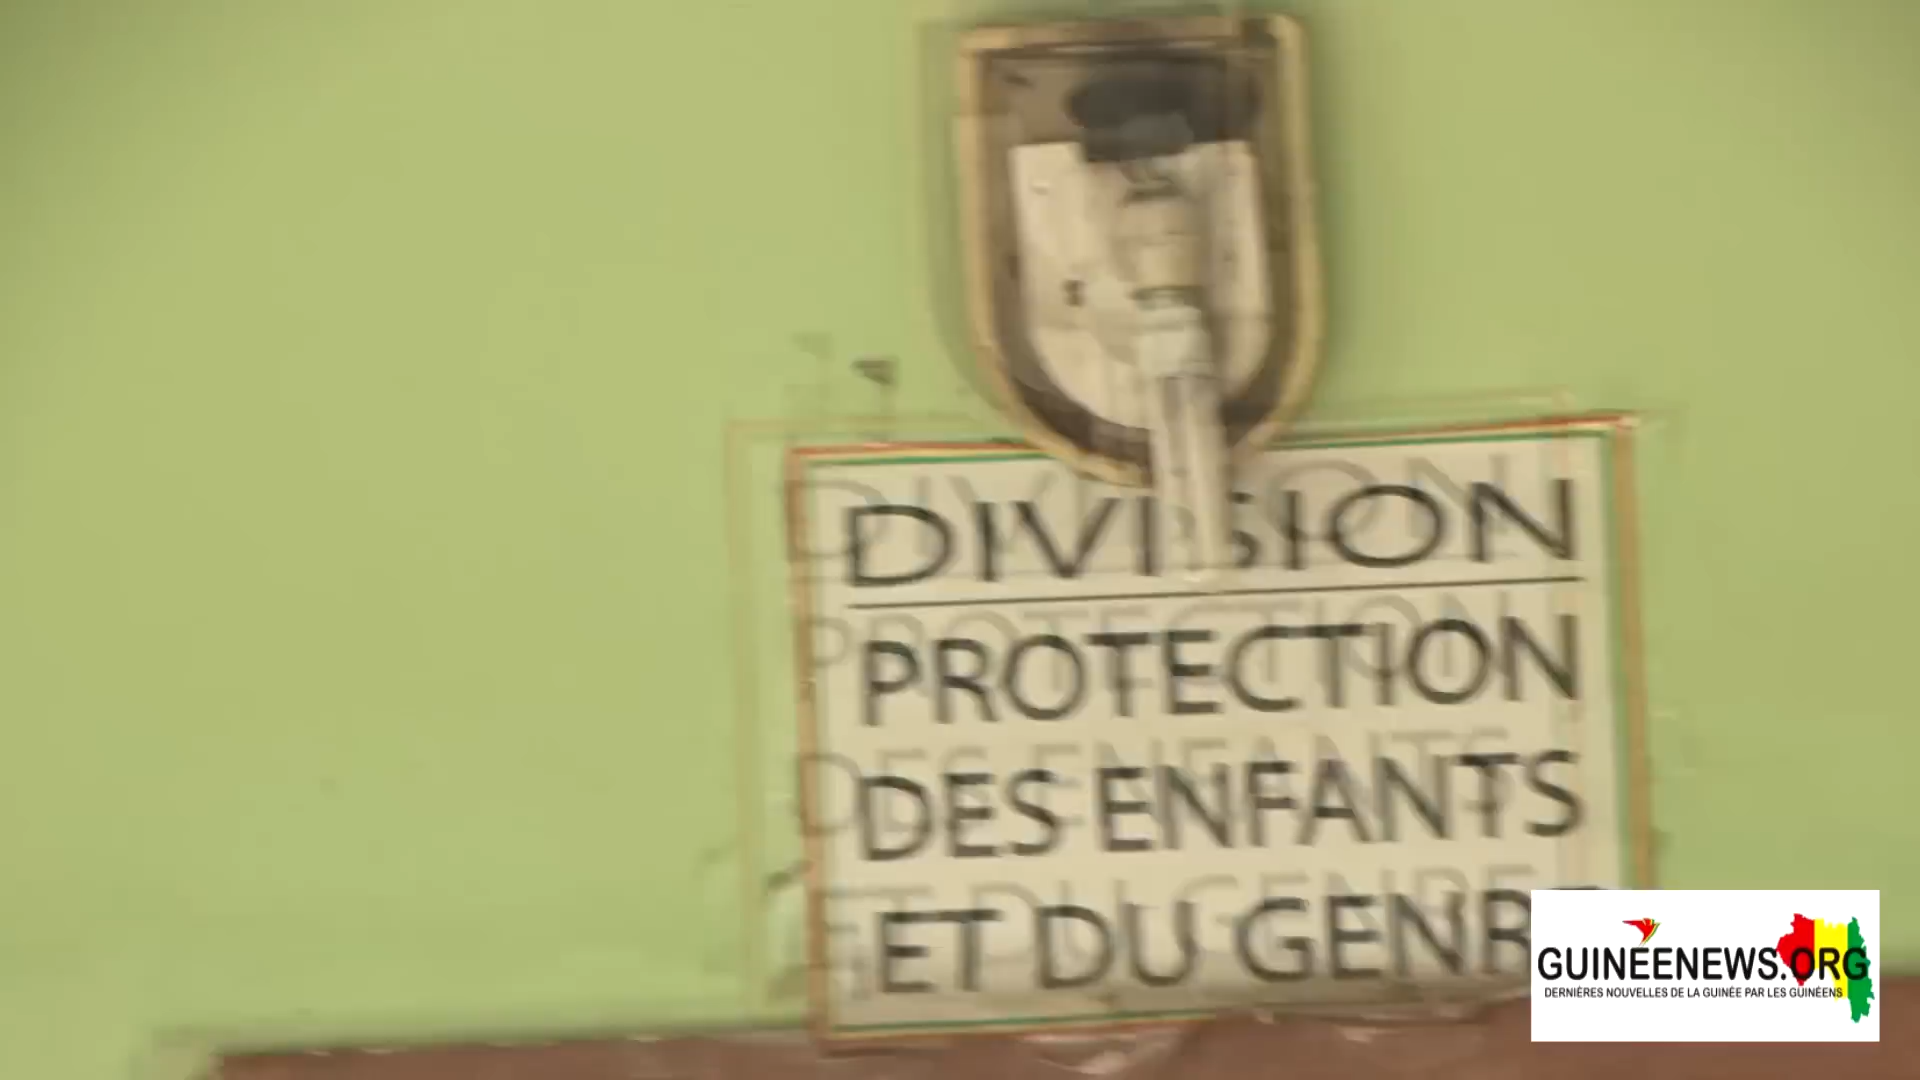 DIVISION
PROTECTION
DES ENFANTS
ET DU GENR
GUINEENEWS.ORG
DERNIÈRES NOUVELLES DE LA GUINÉE PAR LES GUINÉENS